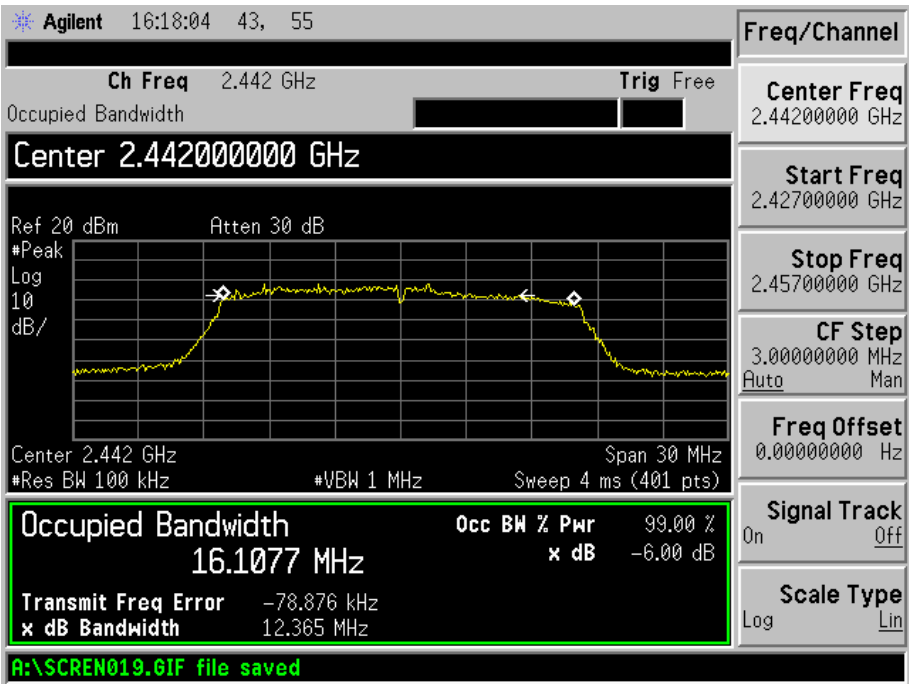 Agilent 16:18:04 43, 55
Ch Freq 2.442 GHz Trig Free
Occupied Bandwidth
Center 2.442000000 GHz
Ref 20 dBm Atten 30 dB
#Peak
Log
10
dB/
Center 2.442 GHz Span 30 MHz
#Res BW 100 kHz #VBW 1 MHz Sweep 4 ms (401 pts)
Occupied Bandwidth Occ BW % Pwr 99.00 %
16.1077 MHz x dB -6.00 dB
Transmit Freq Error -78.876 kHz
x dB Bandwidth 12.365 MHz
A:\SCREN019.GIF file saved
Freq/Channel
Center Freq
2.44200000 GHz
Start Freq
2.42700000 GHz
Stop Freq
2.45700000 GHz
CF Step
3.00000000 MHz
Auto Man
Freq Offset
0.00000000 Hz
Signal Track
On Off
Scale Type
Log Lin